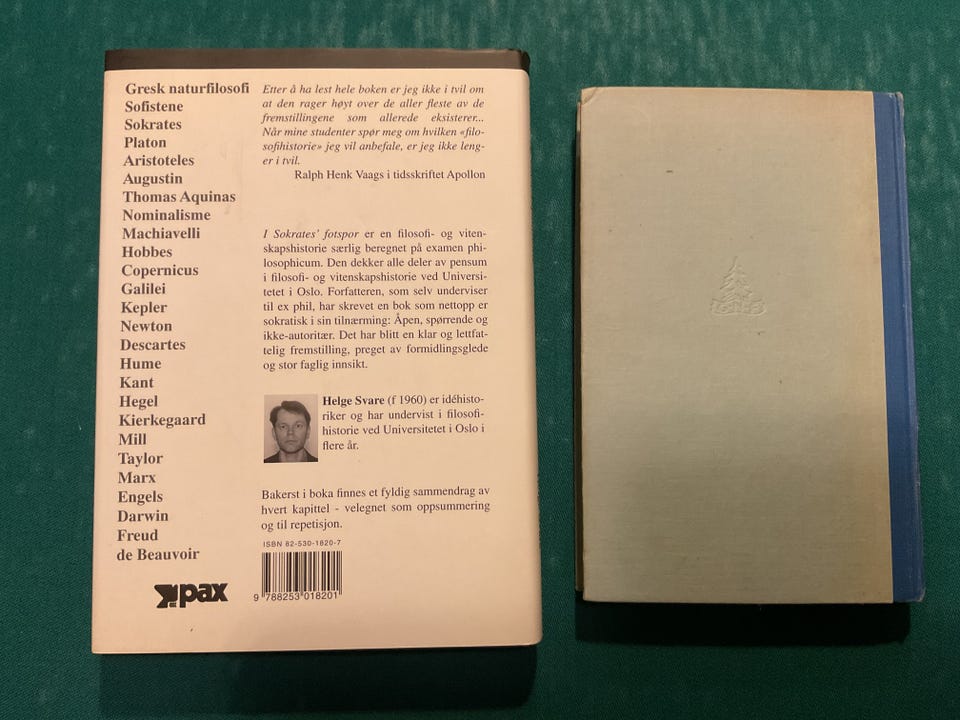 Gresk naturfilosofi
Sofistene
Sokrates
Platon
Aristoteles
Augustin
Thomas Aquinas
Nominalisme
Machiavelli
Hobbes
Copernicus
Galilei
Kepler
Newton
Descartes
Hume
Kant
Hegel
Kierkegaard
Mill
Taylor
Marx
Engels
Darwin
Freud
de Beauvoir
pax
Etter å ha lest hele boken er jeg ikke i tvil om
at den rager høyt over de aller fleste av de
fremstillingene som allerede eksisterer...
Når mine studenter spør meg om hvilken «filo-
sofihistorie» jeg vil anbefale, er jeg ikke leng-
er i tvil.
Ralph Henk Vaags i tidsskriftet Apollon
I Sokrates' fotspor er en filosofi- og viten-
skapshistorie særlig beregnet på examen phi-
losophicum. Den dekker alle deler av pensum
i filosofi- og vitenskapshistorie ved Universi-
tetet i Oslo. Forfatteren, som selv underviser
til ex phil, har skrevet en bok som nettopp er
sokratisk i sin tilnærming: Åpen, spørrende og
ikke-autoritær. Det har blitt en klar og lettfat-
telig fremstilling, preget av formidlingsglede
og stor faglig innsikt.
Helge Svare (f 1960) er idéhisto-
riker og har undervist i filosofi-
historie ved Universitetet i Oslo i
flere år.
Bakerst i boka finnes et fyldig sammendrag av
hvert kapittel - velegnet som oppsummering
og til repetisjon.
ISBN 82-530-1820-7
9 788253 018201